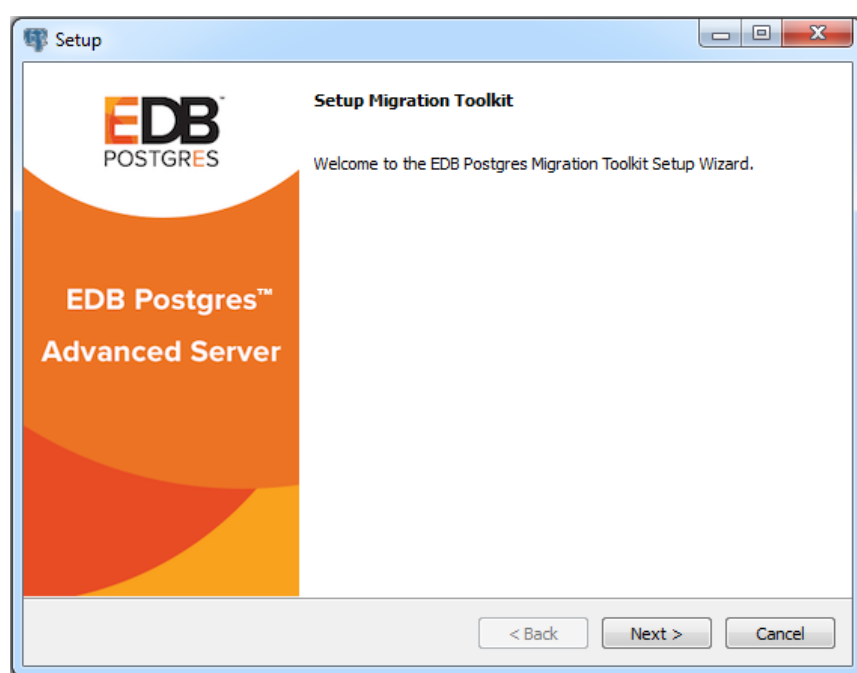 Setup
EDB
POSTGRES
Setup Migration Toolkit
Welcome to the EDB Postgres Migration Toolkit Setup Wizard.
EDB Postgres™
Advanced Server
< Back
Next >
Cancel